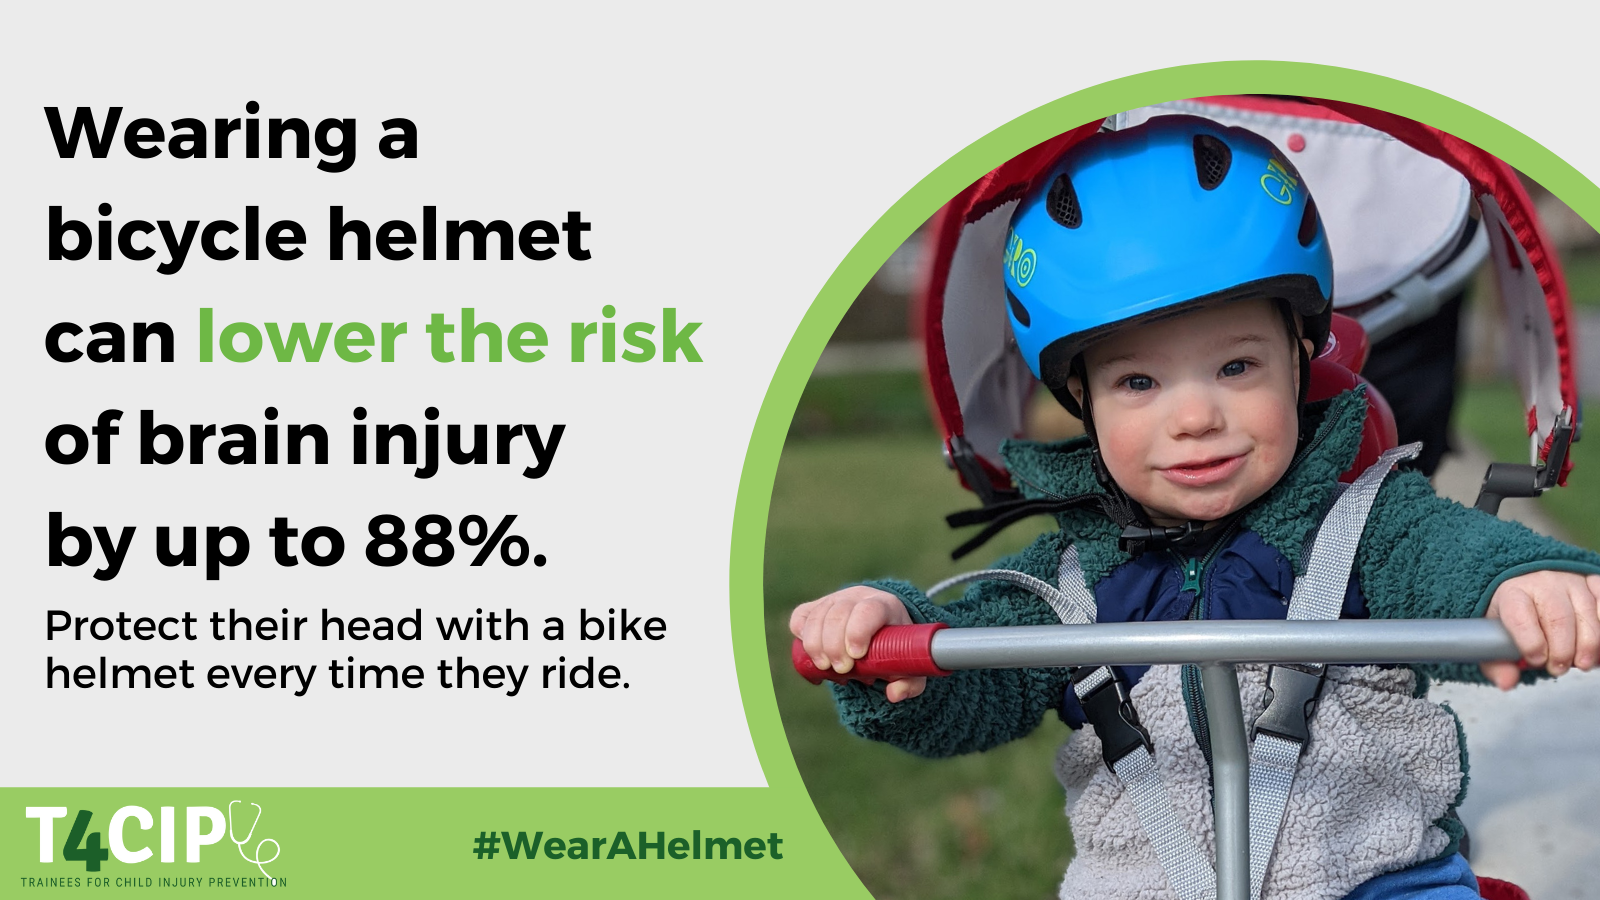 Wearing a
bicycle helmet
can lower the risk
of brain injury
by up to 88%.
Protect their head with a bike
helmet every time they ride.
T4CIP
TRAINEES FOR CHILD INJURY PREVENTION
#WearAHelmet